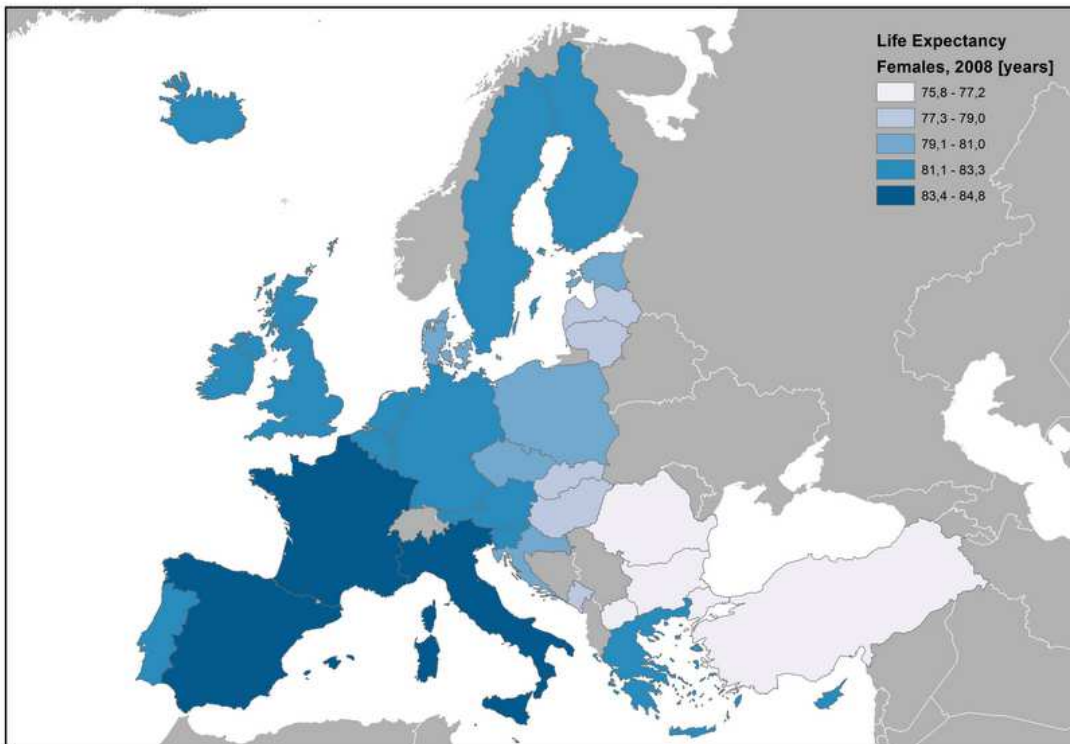 Life Expectancy
Females, 2008 [years]
75,8 - 77,2
77,3 - 79,0
79,1 - 81,0
81,1 - 83,3
83,4 - 84,8